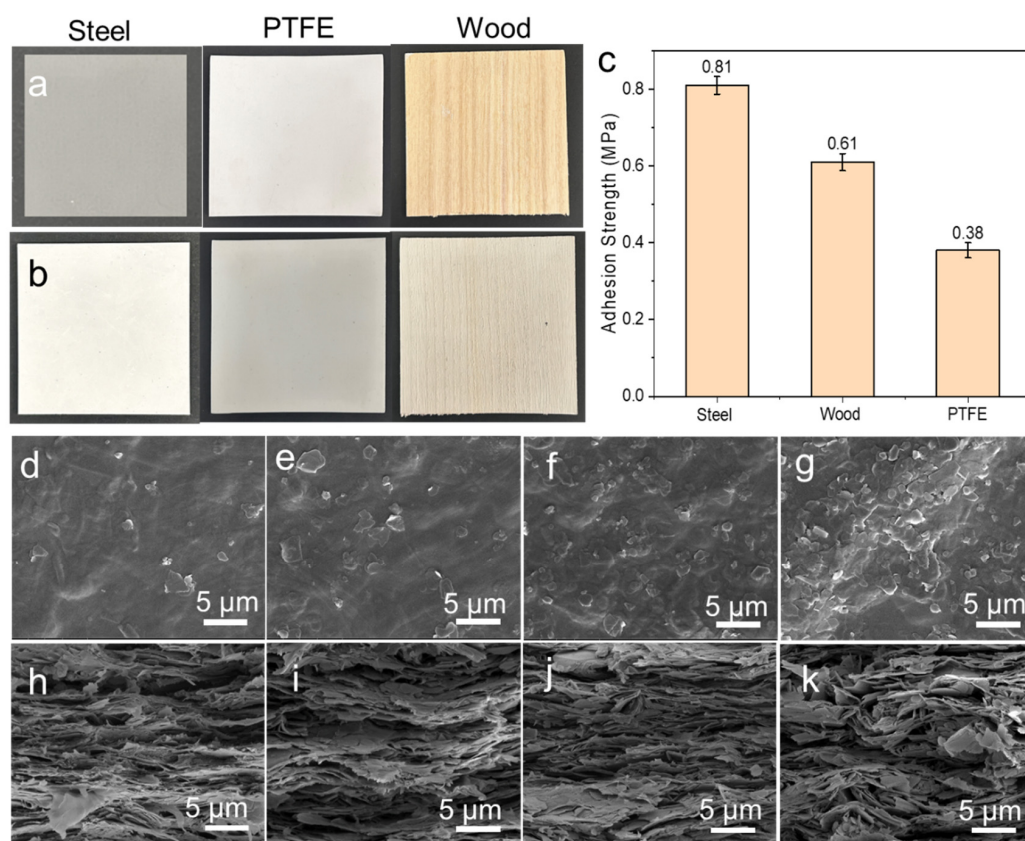 Steel PTFE Wood
a
b
c
Adhesion Strength (MPa)
0.8
0.6
0.4
0.2
0.0
0.81
0.61
0.38
Steel Wood PTFE
d e f g
5 µm 5 µm 5 µm 5 µm
h i j k
5 µm 5 µm 5 µm 5 µm